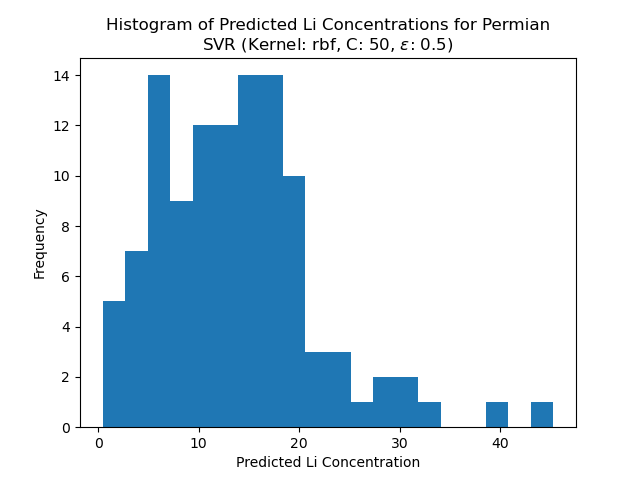 Histogram of Predicted Li Concentrations for Permian
SVR (Kernel: rbf, C: 50, ε: 0.5)
14
12
10
8
6
4
2
0
Frequency
0 10 20 30 40
Predicted Li Concentration